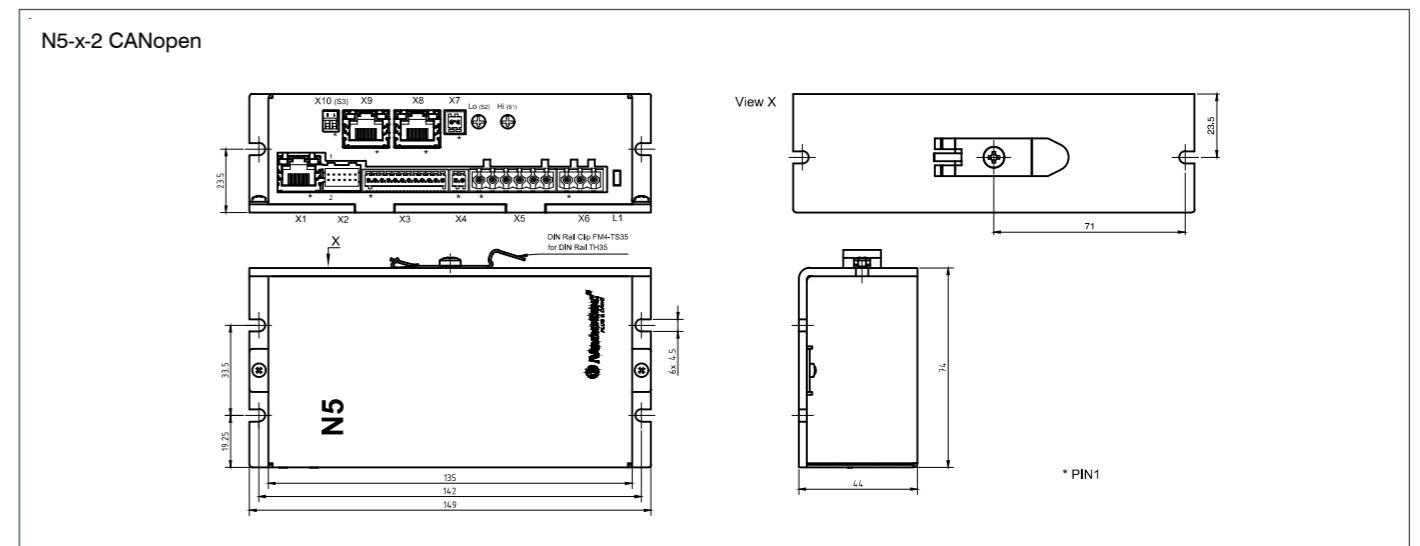 N5-x-2 CANopen
X10 (S3) X9 X8 X7 Lo (S2) Hi (S1)
* * * *
23.5
1
2
* * * * *
X1 X2 X3 X4 X5 X6 L1
View X
23.5
71
X
DIN Rail Clip FM4-TS35
for DIN Rail TH35
33.5
19.25
N5
6x 4.5
135
142
149
74
44
* PIN1